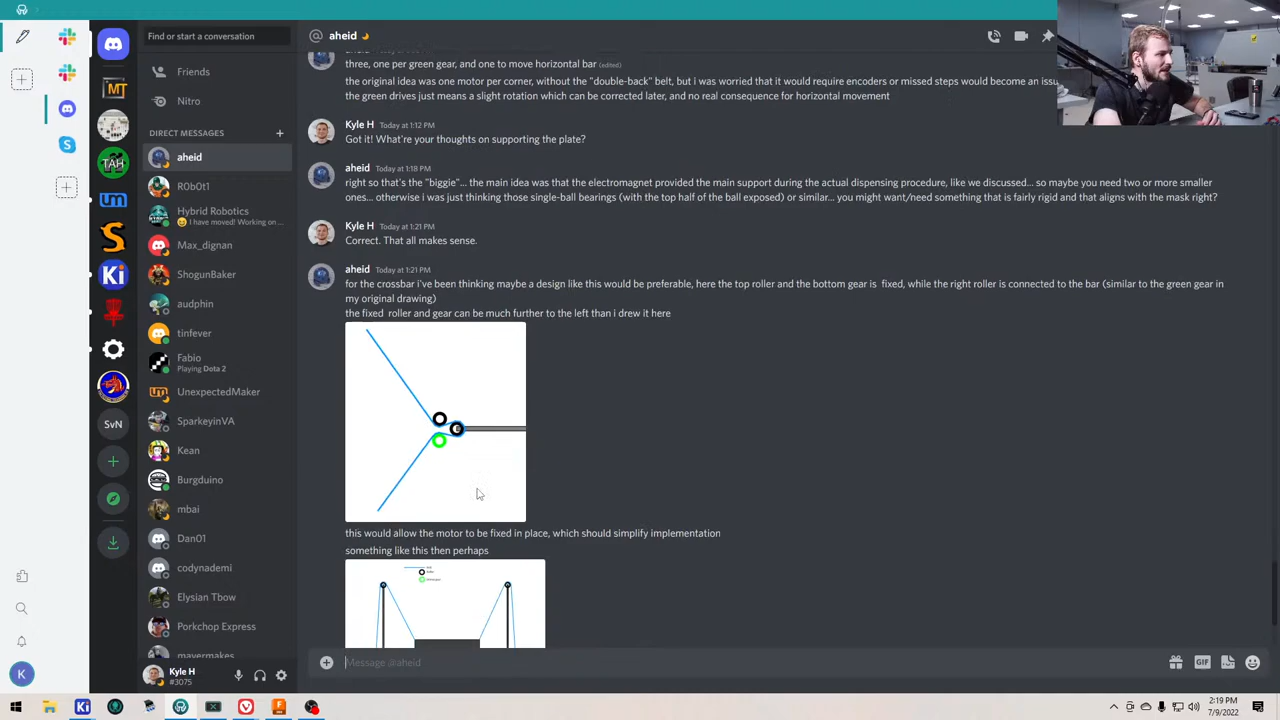 Find or start a conversation
aheid
Friends
Nitro
DIRECT MESSAGES
aheid
R0b0t1
Hybrid Robotics
I have moved! Working on ...
Max_dignan
ShogunBaker
audphin
tinfever
Fabio
Playing Dota 2
UnexpectedMaker
SparkeyinVA
Kean
Burgduino
mbai
Dan01
codynademi
Elysian Tbow
Porkchop Express
Kyle H
#3075
MT
TAH
um
S
Ki
SvN
K
three, one per green gear, and one to move horizontal bar (edited)
the original idea was one motor per corner, without the "double-back" belt, but i was worried that it would require encoders or missed steps would become an issu
the green drives just means a slight rotation which can be corrected later, and no real consequence for horizontal movement
Kyle H Today at 1:12 PM
Got it! What're your thoughts on supporting the plate?
aheid Today at 1:18 PM
right so that's the "biggie"... the main idea was that the electromagnet provided the main support during the actual dispensing procedure, like we discussed... so maybe you need two or more smaller
ones... otherwise i was just thinking those single-ball bearings (with the top half of the ball exposed) or similar... you might want/need something that is fairly rigid and that aligns with the mask right?
Kyle H Today at 1:21 PM
Correct. That all makes sense.
aheid Today at 1:21 PM
for the crossbar i've been thinking maybe a design like this would be preferable, here the top roller and the bottom gear is fixed, while the right roller is connected to the bar (similar to the green gear in
my original drawing)
the fixed roller and gear can be much further to the left than i drew it here
this would allow the motor to be fixed in place, which should simplify implementation
something like this then perhaps
Message @aheid
GIF
Ki
F
2:19 PM
7/9/2022